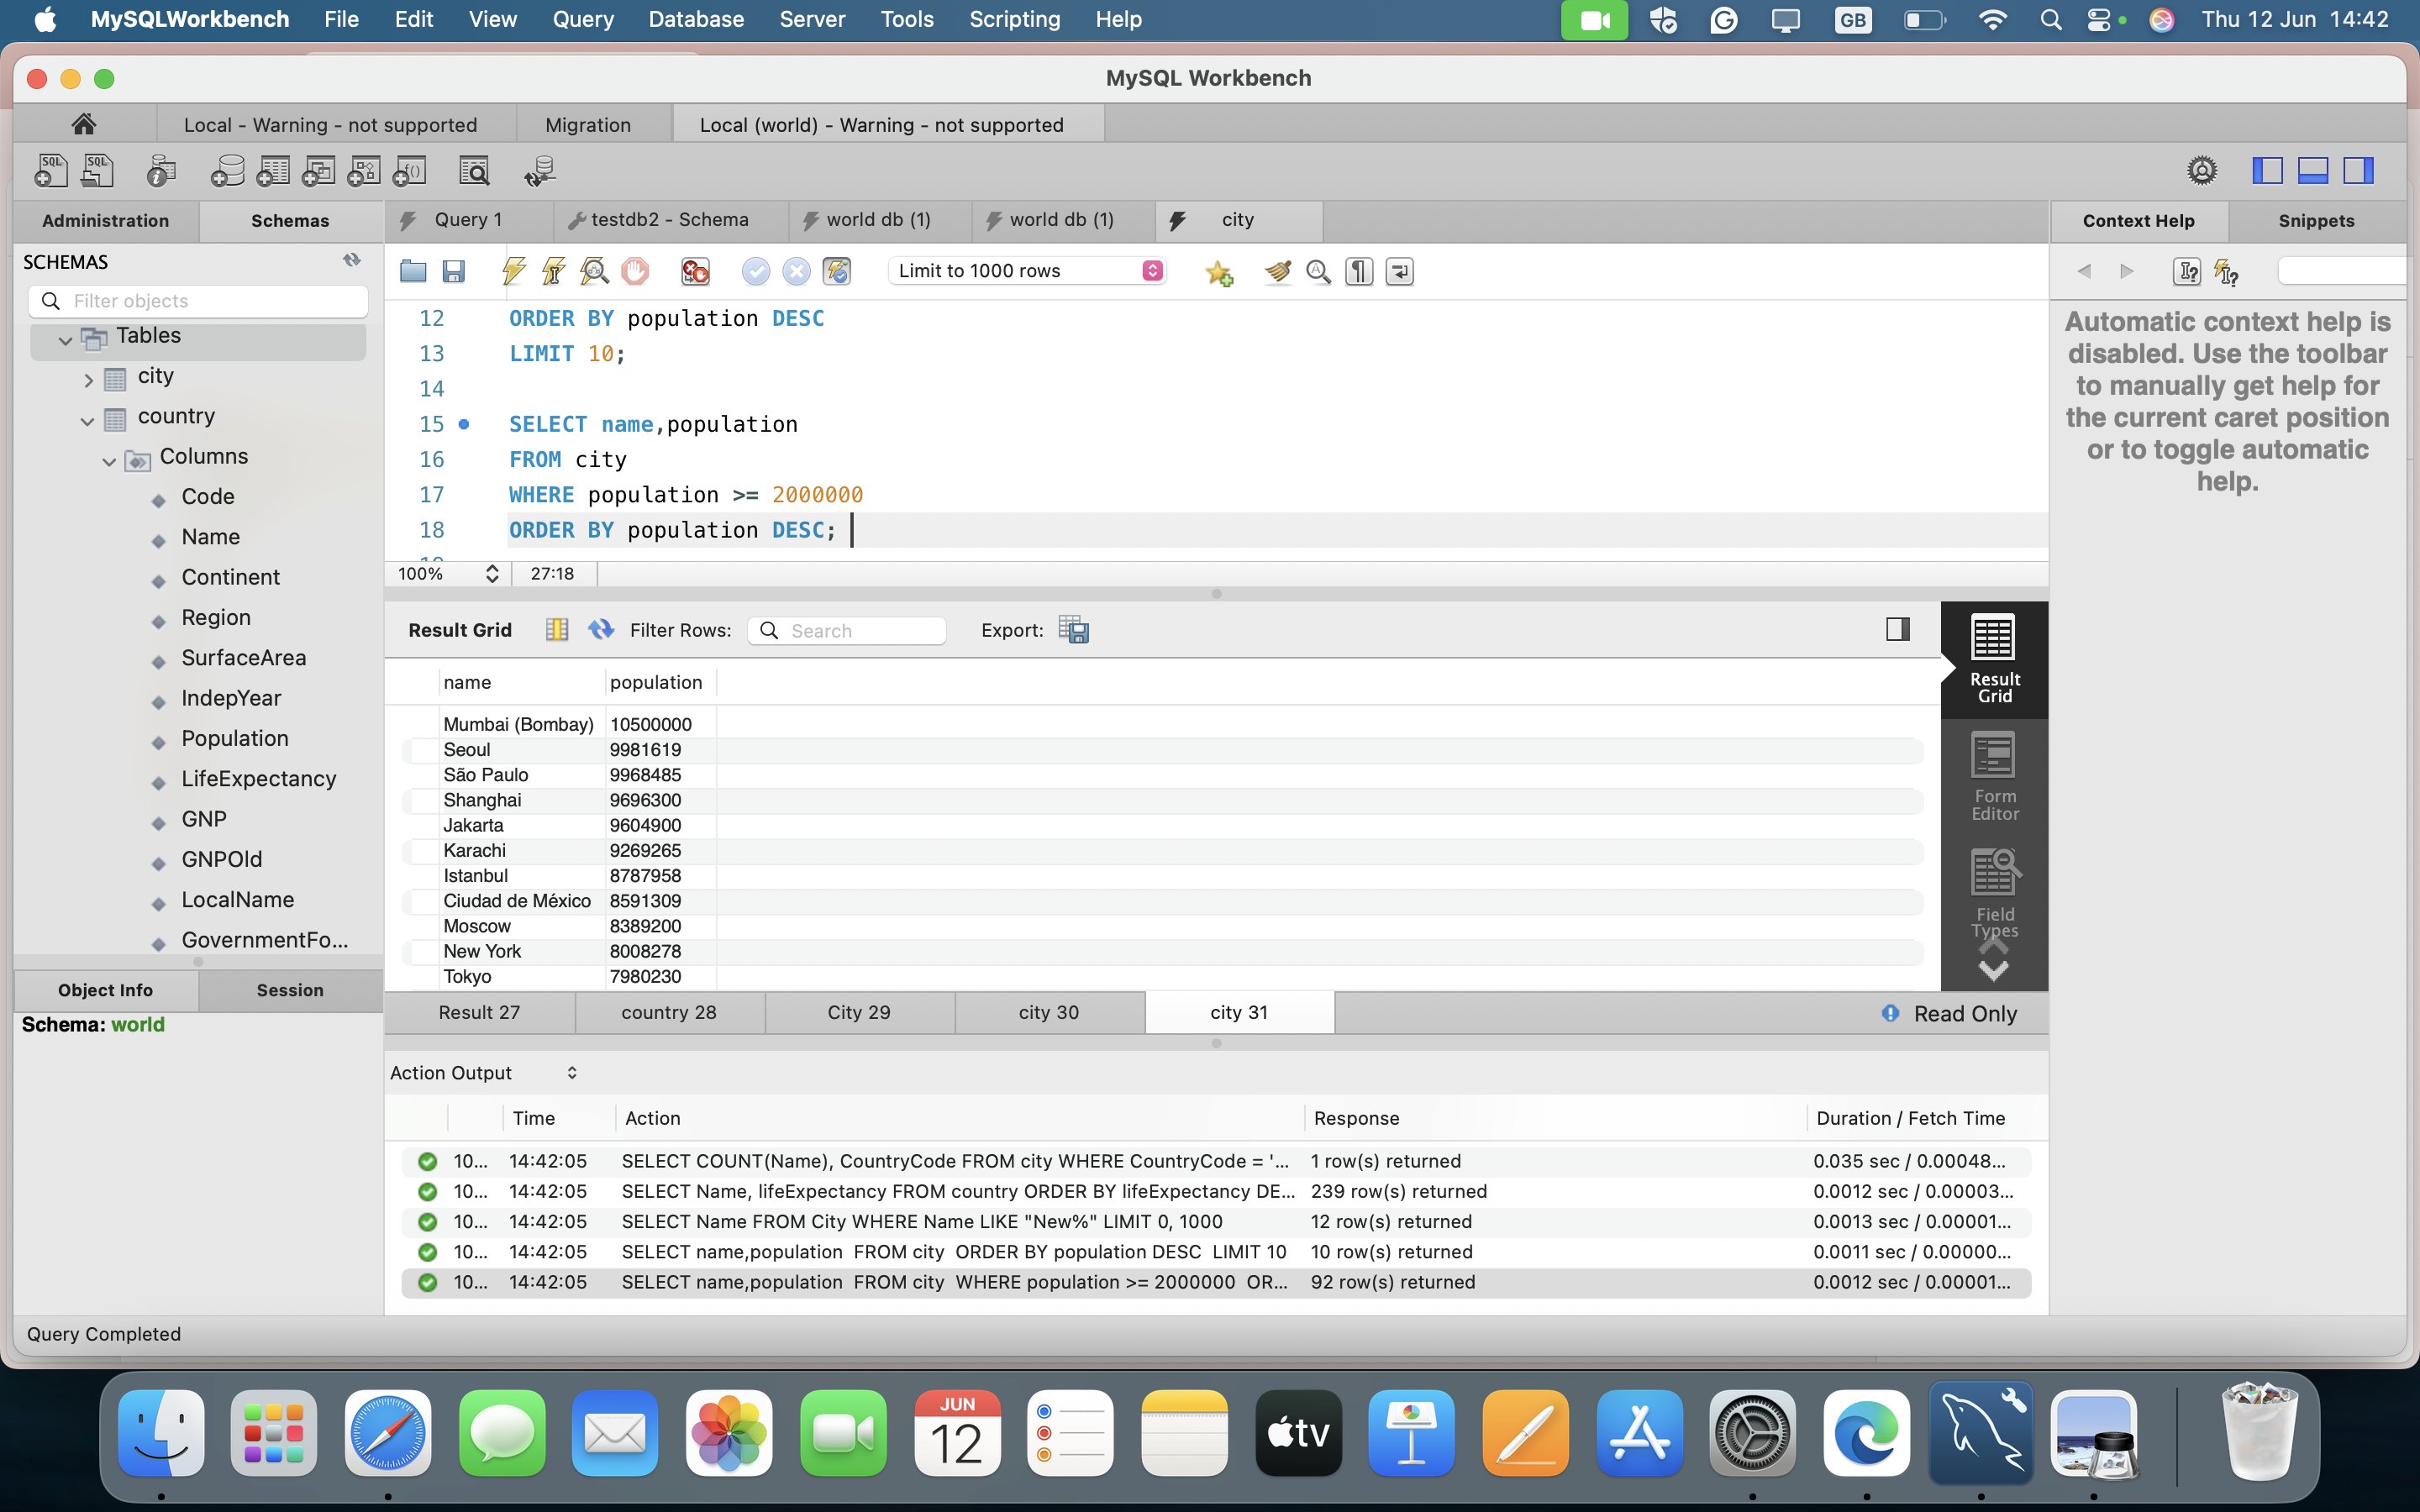 MySQLWorkbench File Edit View Query Database Server Tools Scripting Help GB Thu 12 Jun 14:42
MySQL Workbench
Local - Warning - not supported Migration Local (world) - Warning - not supported
Administration Schemas Query 1 testdb2 - Schema world db (1) world db (1) city Context Help Snippets
SCHEMAS
Filter objects
Limit to 1000 rows
Tables
city
country
Columns
Code
Name
Continent
Region
SurfaceArea
IndepYear
Population
LifeExpectancy
GNP
GNPOld
LocalName
GovernmentFo...
Object Info Session
Schema: world
12 ORDER BY population DESC
13 LIMIT 10;
14
15 SELECT name,population
16 FROM city
17 WHERE population >= 2000000
18 ORDER BY population DESC;
100% 27:18
Automatic context help is
disabled. Use the toolbar
to manually get help for
the current caret position
or to toggle automatic
help.
Result Grid Filter Rows: Search Export:
name population
Mumbai (Bombay) 10500000
Seoul 9981619
São Paulo 9968485
Shanghai 9696300
Jakarta 9604900
Karachi 9269265
Istanbul 8787958
Ciudad de México 8591309
Moscow 8389200
New York 8008278
Tokyo 7980230
Result
Grid
Form
Editor
Field
Types
Result 27 country 28 City 29 city 30 city 31 Read Only
Action Output
Time Action Response Duration / Fetch Time
10... 14:42:05 SELECT COUNT(Name), CountryCode FROM city WHERE CountryCode = '... 1 row(s) returned 0.035 sec / 0.00048...
10... 14:42:05 SELECT Name, lifeExpectancy FROM country ORDER BY lifeExpectancy DE... 239 row(s) returned 0.0012 sec / 0.00003...
10... 14:42:05 SELECT Name FROM City WHERE Name LIKE "New%" LIMIT 0, 1000 12 row(s) returned 0.0013 sec / 0.00001...
10... 14:42:05 SELECT name,population FROM city ORDER BY population DESC LIMIT 10 10 row(s) returned 0.0011 sec / 0.00000...
10... 14:42:05 SELECT name,population FROM city WHERE population >= 2000000 OR... 92 row(s) returned 0.0012 sec / 0.00001...
Query Completed
JUN
12
tv